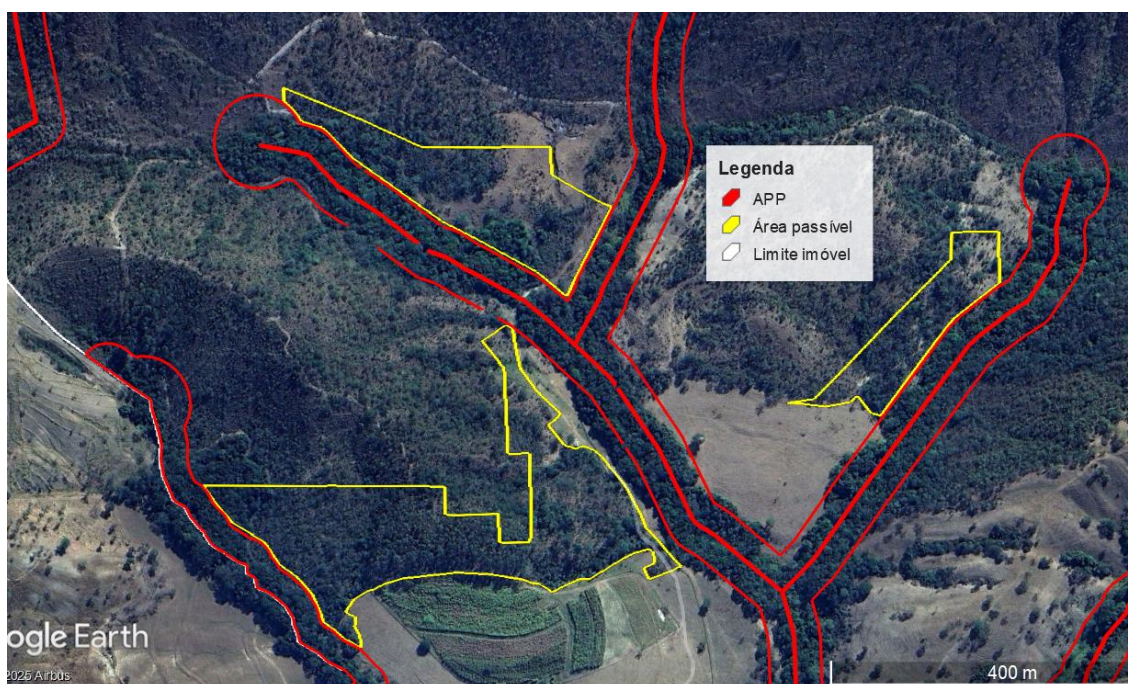 Legenda
APP
Área passível
Limite imóvel
ogle Earth
2025 Airbus
400 m